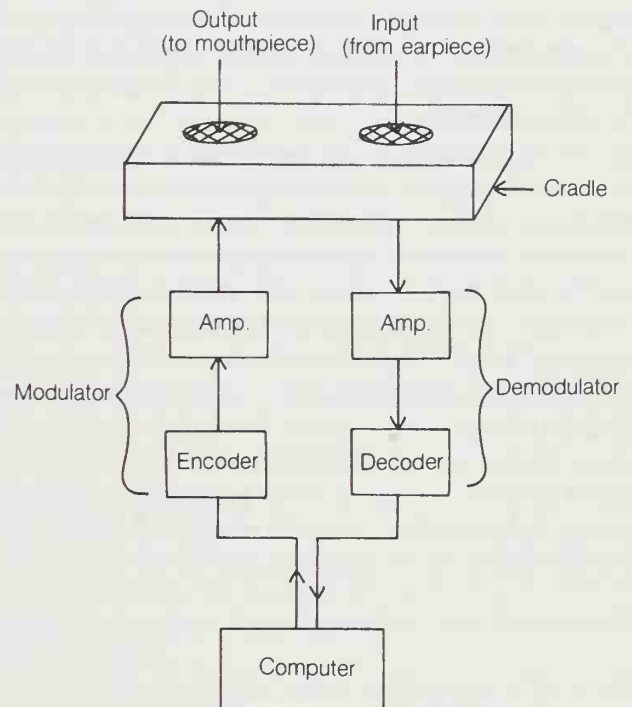 Output
(to mouthpiece)
Input
(from earpiece)
Cradle
Amp.
Amp.
Modulator
Demodulator
Encoder
Decoder
Computer